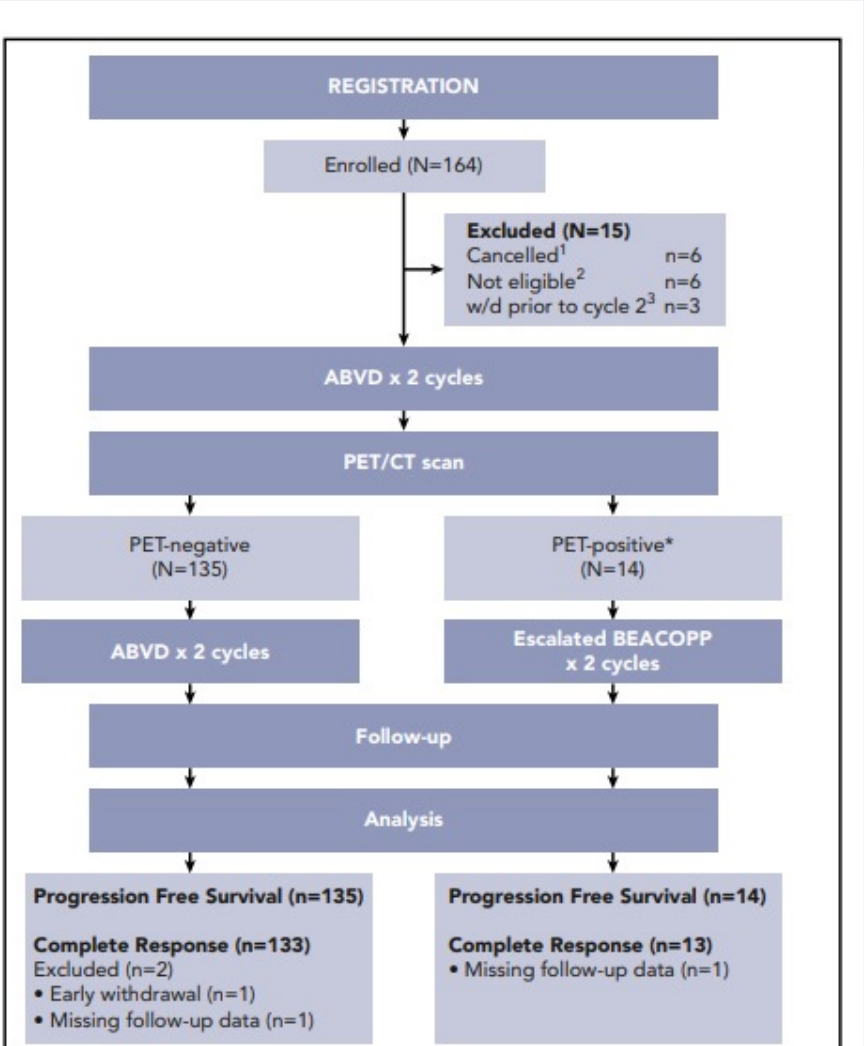 REGISTRATION
Enrolled (N=164)
Excluded (N=15)
Cancelled¹ n=6
Not eligible² n=6
w/d prior to cycle 2³ n=3
ABVD x 2 cycles
PET/CT scan
PET-negative
(N=135)
PET-positive*
(N=14)
ABVD x 2 cycles
Escalated BEACOPP
x 2 cycles
Follow-up
Analysis
Progression Free Survival (n=135)
Complete Response (n=133)
Excluded (n=2)
• Early withdrawal (n=1)
• Missing follow-up data (n=1)
Progression Free Survival (n=14)
Complete Response (n=13)
• Missing follow-up data (n=1)